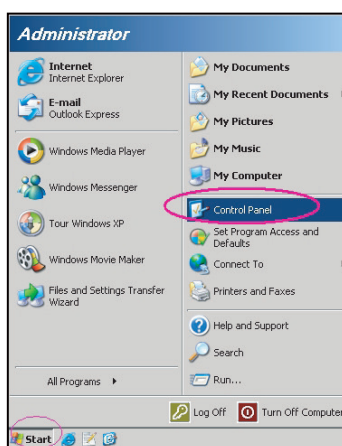 Administrator
Internet
Internet Explorer
E-mail
Outlook Express
Windows Media Player
Windows Messenger
Tour Windows XP
Windows Movie Maker
Files and Settings Transfer
Wizard
All Programs
My Documents
My Recent Documents
My Pictures
My Music
My Computer
Control Panel
Set Program Access and
Defaults
Connect To
Printers and Faxes
Help and Support
Search
Run...
Log Off
Turn Off Computer
Start